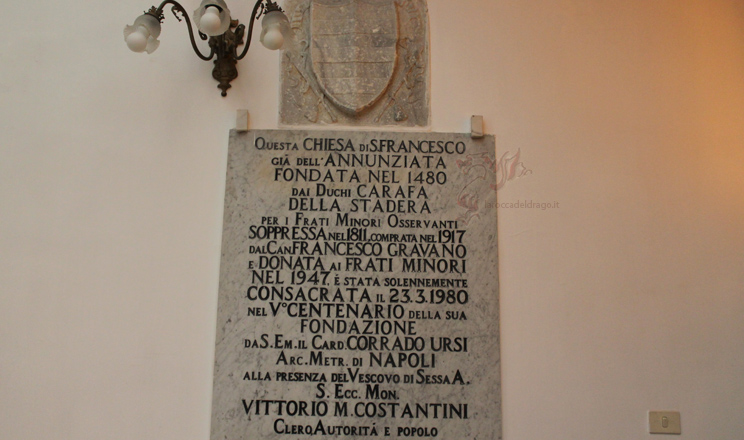 QUESTA CHIESA DI S.FRANCESCO
GIÀ DELL'ANNUNZIATA
FONDATA NEL 1480
DAI DUCHI CARAFA
DELLA STADERA
PER I FRATI MINORI OSSERVANTI
SOPPRESSA NEL 1811, COMPRATA NEL 1917
DAL CAN. FRANCESCO GRAVANO
E DONATA AI FRATI MINORI
NEL 1947. È STATA SOLENNEMENTE
CONSACRATA IL 23.3.1980
NEL V° CENTENARIO DELLA SUA
FONDAZIONE
DA S. EM. IL CARD. CORRADO URSI
ARC. METR. DI NAPOLI
ALLA PRESENZA DEL VESCOVO DI SESSA A.
S. ECC. MON.
VITTORIO M. COSTANTINI
CLERO, AUTORITÀ E POPOLO
laroccadeldrago.it